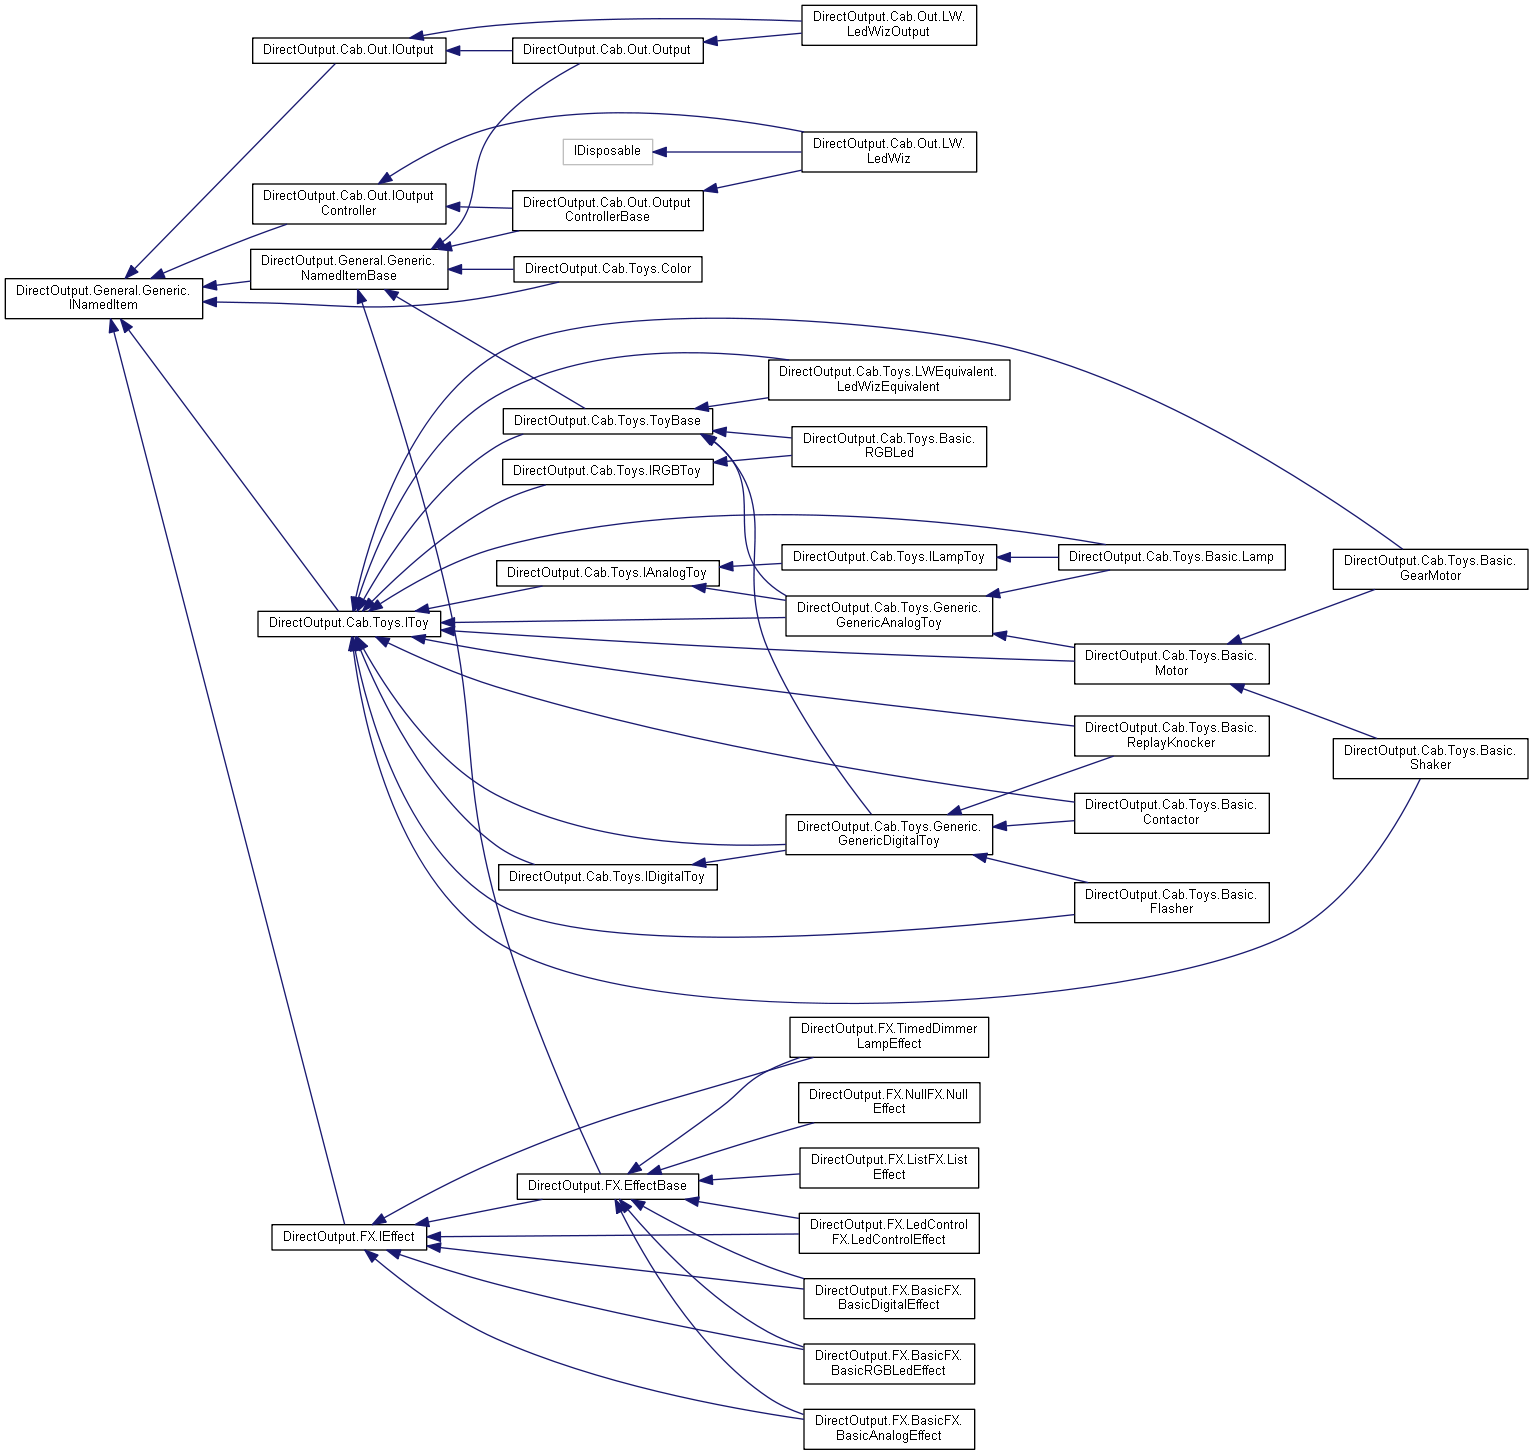 DirectOutput.Cab.Out.LW.
LedWizOutput
DirectOutput.Cab.Out.IOutput
DirectOutput.Cab.Out.Output
IDisposable
DirectOutput.Cab.Out.LW.
LedWiz
DirectOutput.Cab.Out.IOutput
Controller
DirectOutput.Cab.Out.Output
ControllerBase
DirectOutput.General.Generic.
NamedItemBase
DirectOutput.Cab.Toys.Color
DirectOutput.General.Generic.
INamedItem
DirectOutput.Cab.Toys.LWEquivalent.
LedWizEquivalent
DirectOutput.Cab.Toys.ToyBase
DirectOutput.Cab.Toys.Basic.
RGBLed
DirectOutput.Cab.Toys.IRGBToy
DirectOutput.Cab.Toys.ILampToy
DirectOutput.Cab.Toys.Basic.Lamp
DirectOutput.Cab.Toys.Basic.
GearMotor
DirectOutput.Cab.Toys.IAnalogToy
DirectOutput.Cab.Toys.Generic.
GenericAnalogToy
DirectOutput.Cab.Toys.IToy
DirectOutput.Cab.Toys.Basic.
Motor
DirectOutput.Cab.Toys.Basic.
ReplayKnocker
DirectOutput.Cab.Toys.Basic.
Shaker
DirectOutput.Cab.Toys.Basic.
Contactor
DirectOutput.Cab.Toys.Generic.
GenericDigitalToy
DirectOutput.Cab.Toys.IDigitalToy
DirectOutput.Cab.Toys.Basic.
Flasher
DirectOutput.FX.TimedDimmer
LampEffect
DirectOutput.FX.NullFX.Null
Effect
DirectOutput.FX.ListFX.List
Effect
DirectOutput.FX.EffectBase
DirectOutput.FX.LedControl
FX.LedControlEffect
DirectOutput.FX.IEffect
DirectOutput.FX.BasicFX.
BasicDigitalEffect
DirectOutput.FX.BasicFX.
BasicRGBLedEffect
DirectOutput.FX.BasicFX.
BasicAnalogEffect